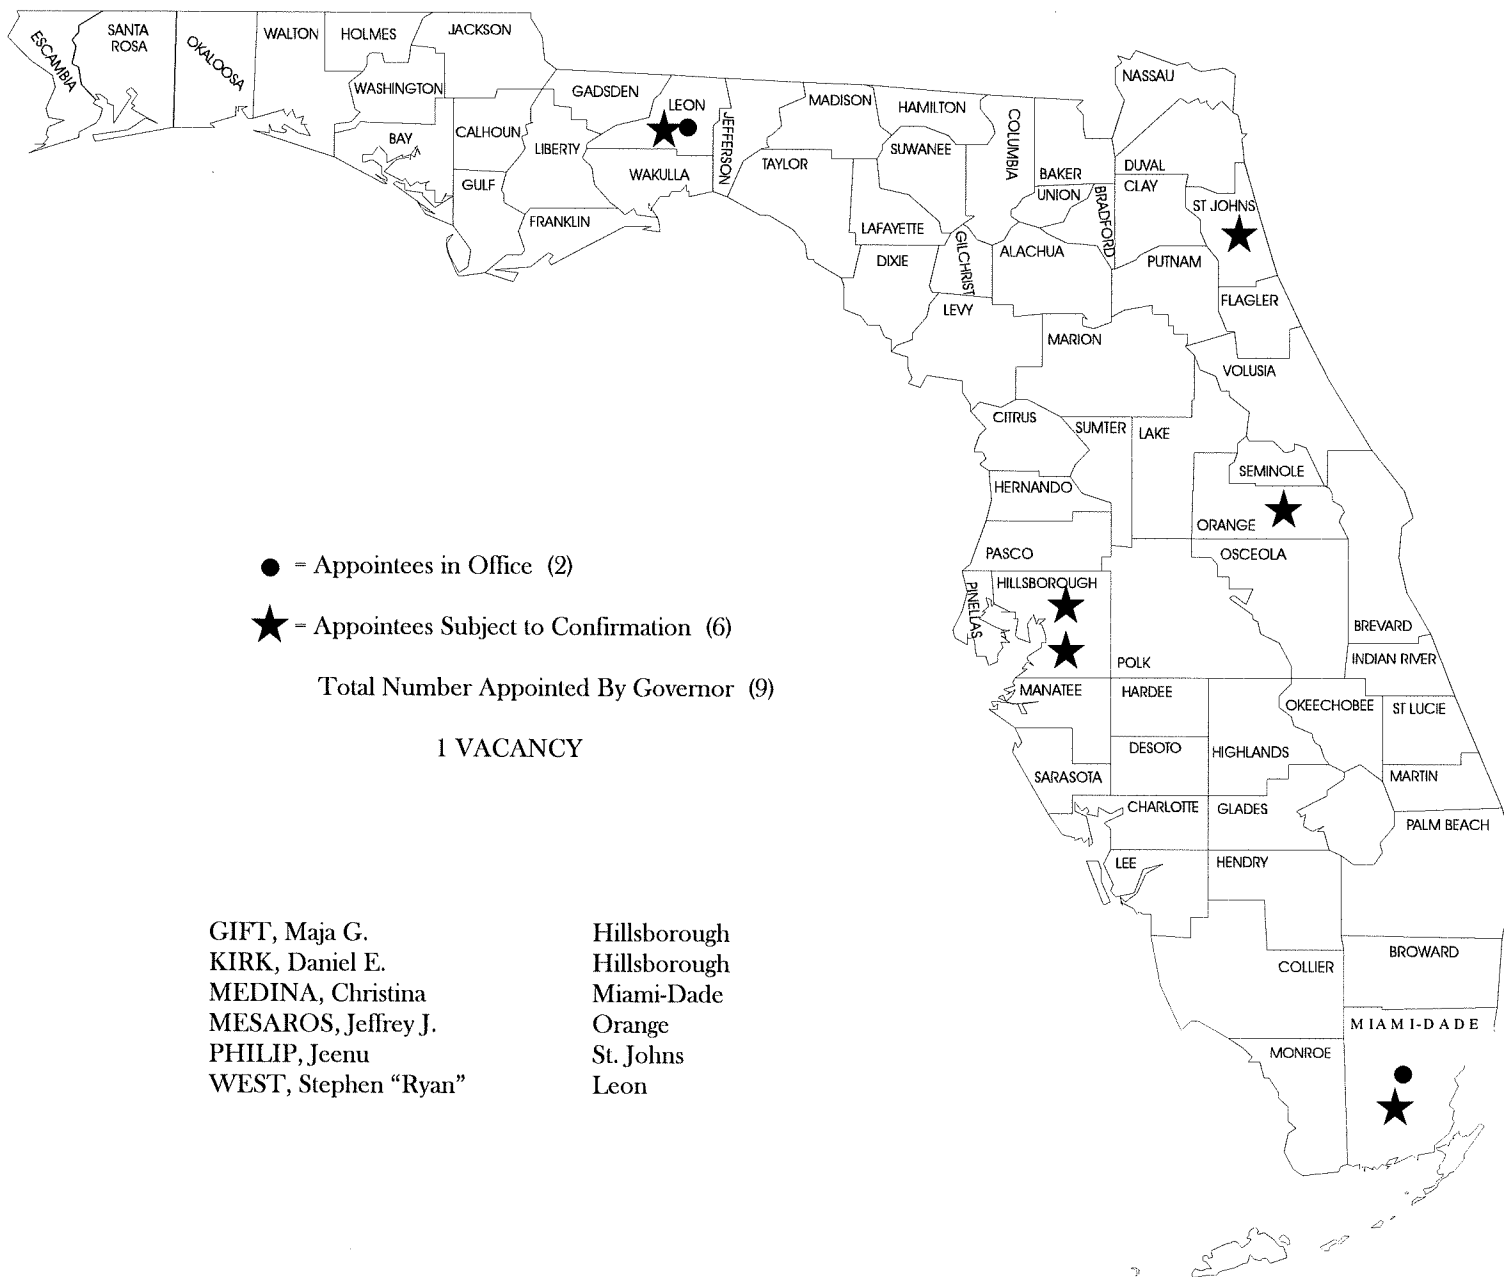 ESCAMBIA
SANTA
ROSA
OKALOOSA
WALTON
HOLMES
JACKSON
WASHINGTON
BAY
CALHOUN
GULF
GADSDEN
LIBERTY
FRANKLIN
LEON
WAKULLA
JEFFERSON
MADISON
TAYLOR
HAMILTON
SUWANEE
LAFAYETTE
DIXIE
GILCHRIST
COLUMBIA
BAKER
UNION
BRADFORD
ALACHUA
NASSAU
DUVAL
CLAY
ST JOHNS
PUTNAM
FLAGLER
LEVY
MARION
VOLUSIA
CITRUS
SUMTER
LAKE
SEMINOLE
HERNANDO
ORANGE
PASCO
OSCEOLA
PINELLAS
HILLSBOROUGH
POLK
BREVARD
INDIAN RIVER
MANATEE
HARDEE
OKEECHOBEE
ST LUCIE
DESOTO
HIGHLANDS
SARASOTA
MARTIN
CHARLOTTE
GLADES
PALM BEACH
LEE
HENDRY
COLLIER
BROWARD
MIAMI-DADE
MONROE
= Appointees in Office (2)
= Appointees Subject to Confirmation (6)
Total Number Appointed By Governor (9)
1 VACANCY
GIFT, Maja G. Hillsborough
KIRK, Daniel E. Hillsborough
MEDINA, Christina Miami-Dade
MESAROS, Jeffrey J. Orange
PHILIP, Jeenu St. Johns
WEST, Stephen “Ryan” Leon